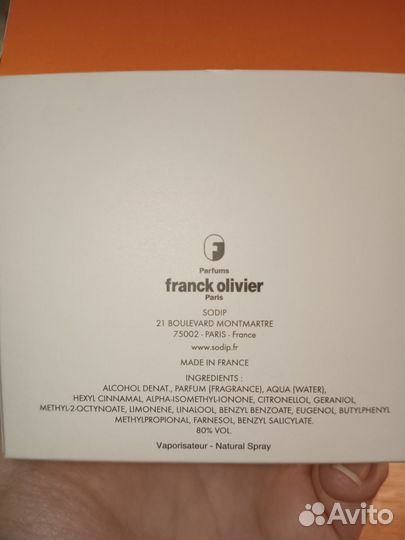 F
Parfums
franck olivier
Paris
SODIP
21 BOULEVARD MONTMARTRE
75002 - PARIS - France
www.sodip.fr
MADE IN FRANCE
INGREDIENTS :
ALCOHOL DENAT., PARFUM (FRAGRANCE), AQUA (WATER),
HEXYL CINNAMAL, ALPHA-ISOMETHYL-IONONE, CITRONELLOL, GERANIOL,
METHYL-2-OCTYNOATE, LIMONENE, LINALOOL, BENZYL BENZOATE, EUGENOL, BUTYLPHENYL
METHYLPROPIONAL, FARNESOL, BENZYL SALICYLATE.
80% VOL.
Vaporisateur - Natural Spray
Avito